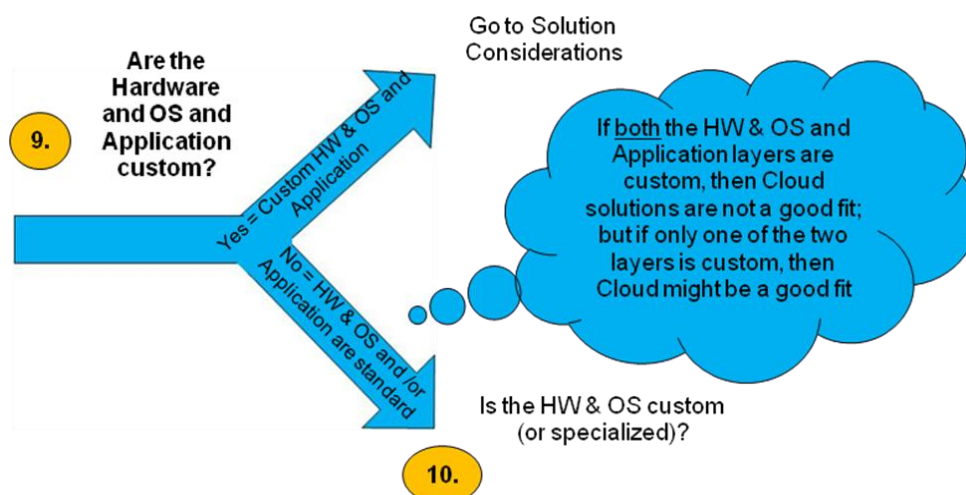 Go to Solution
Considerations
Are the
Hardware
and OS and
Application
custom?
9.
Yes = Custom HW & OS and
Application
No = HW & OS and /or
Application are standard
If both the HW & OS and
Application layers are
custom, then Cloud
solutions are not a good fit;
but if only one of the two
layers is custom, then
Cloud might be a good fit
Is the HW & OS custom
(or specialized)?
10.